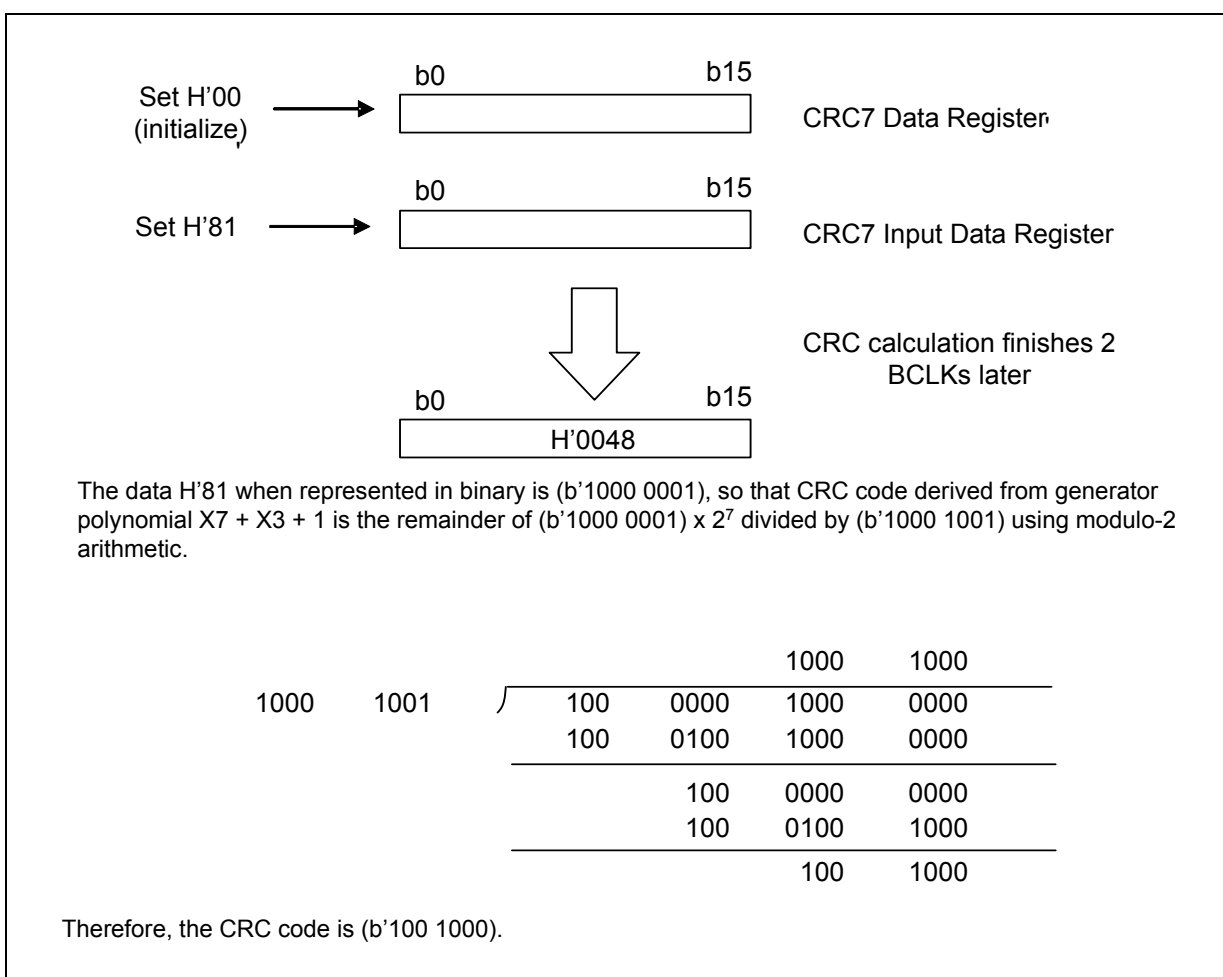 b0 b15
Set H'00
(initialize)
CRC7 Data Register
b0 b15
Set H'81
CRC7 Input Data Register
CRC calculation finishes 2
BCLKs later
b0 b15
H'0048
The data H'81 when represented in binary is (b'1000 0001), so that CRC code derived from generator
polynomial X7 + X3 + 1 is the remainder of (b'1000 0001) x 2⁷ divided by (b'1000 1001) using modulo-2
arithmetic.
1000 1000
1000 1001 100 0000 1000 0000
100 0100 1000 0000
100 0000 0000
100 0100 1000
100 1000
Therefore, the CRC code is (b'100 1000).